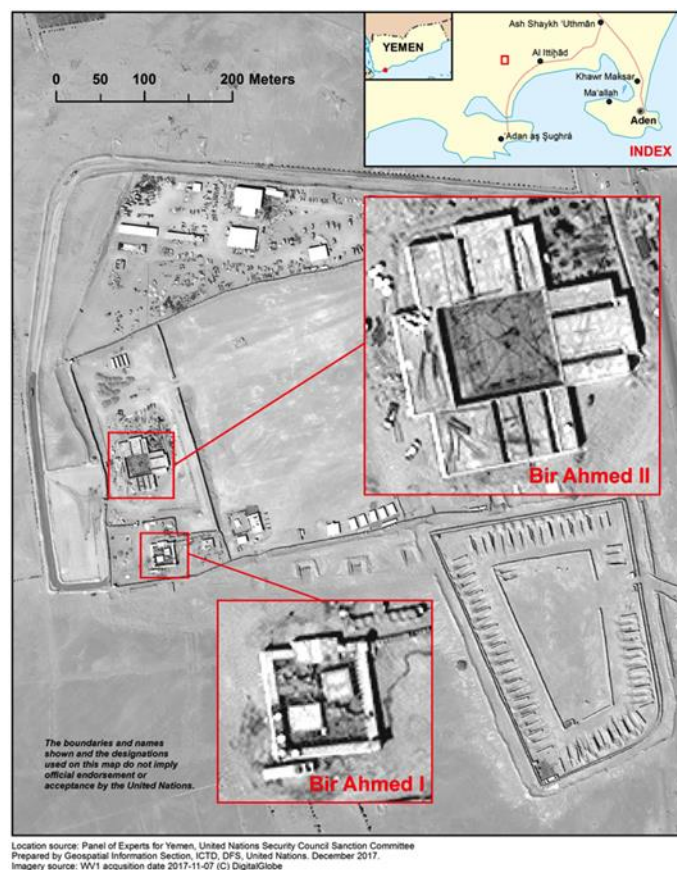 0 50 100 200 Meters
YEMEN
Ash Shaykh 'Uthmān
Al Ittiḩād
Khawr Maksar
Ma'allah
Aden
'Adan aş Şughrá
INDEX
Bir Ahmed II
Bir Ahmed I
The boundaries and names
shown and the designations
used on this map do not imply
official endorsement or
acceptance by the United Nations.
Location source: Panel of Experts for Yemen, United Nations Security Council Sanction Committee
Prepared by Geospatial Information Section, ICTD, DFS, United Nations. December 2017.
Imagery source: WV1 acqusition date 2017-11-07 (C) DigitalGlobe